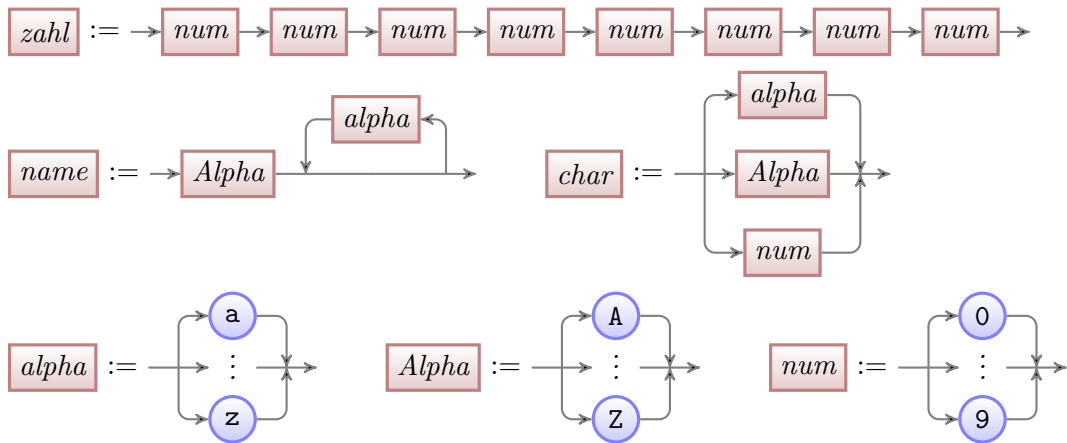 zahl := num num num num num num num num
name := Alpha alpha
char := alpha Alpha num
alpha := a ⋮ z
Alpha := A ⋮ Z
num := 0 ⋮ 9